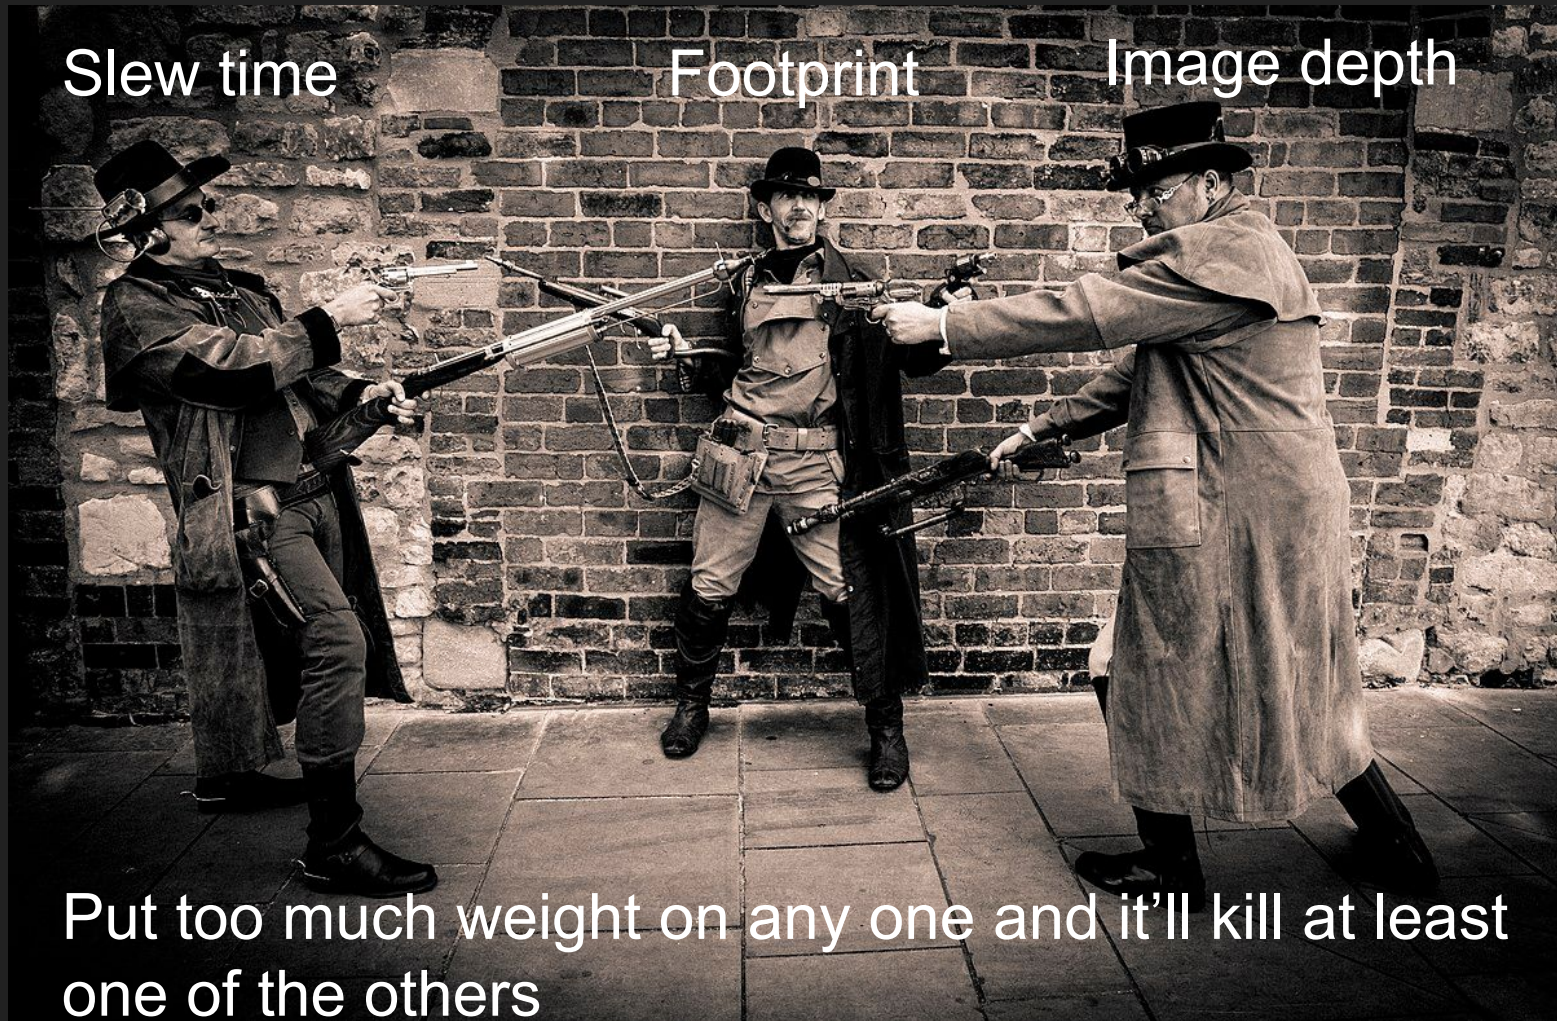 Slew time
Footprint
Image depth
Put too much weight on any one and it’ll kill at least
one of the others